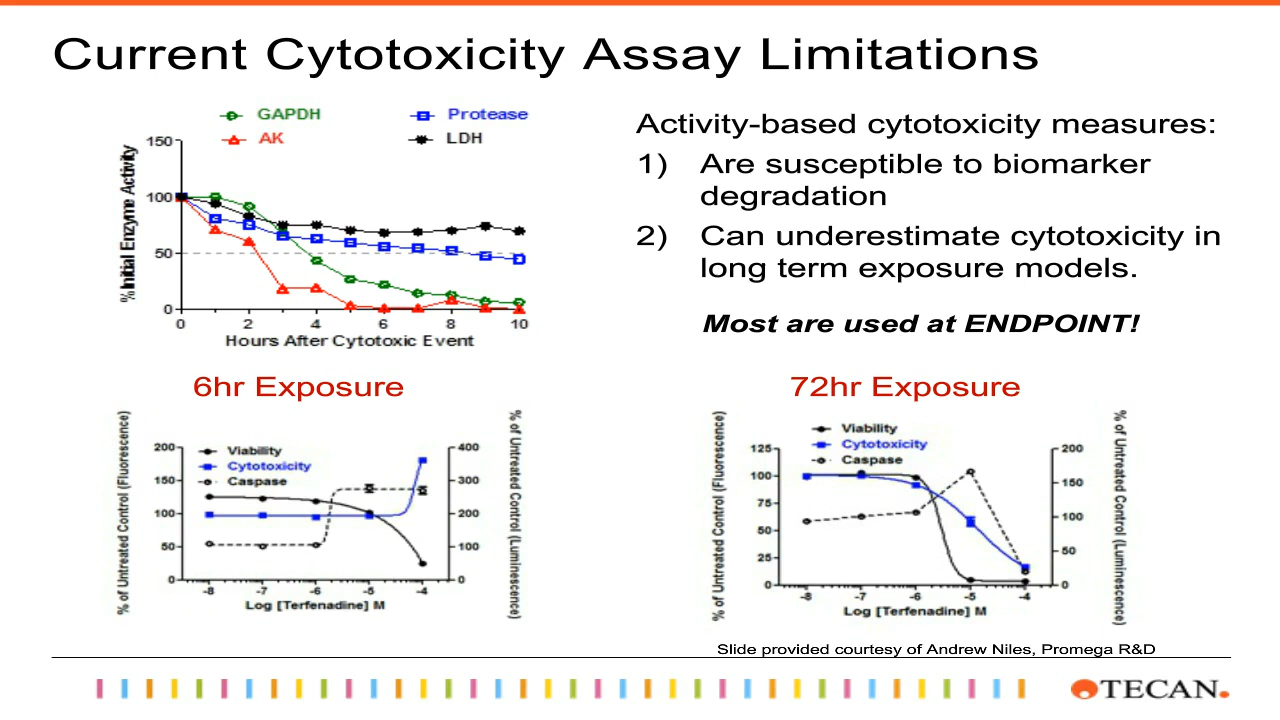 Current Cytotoxicity Assay Limitations
GAPDH
Protease
AK
LDH
150
100
50
0
% Initial Enzyme Activity
0
2
4
6
8
10
Hours After Cytotoxic Event
Activity-based cytotoxicity measures:
1) Are susceptible to biomarker
degradation
2) Can underestimate cytotoxicity in
long term exposure models.
Most are used at ENDPOINT!
6hr Exposure
% of Untreated Control (Fluorescence)
200
150
100
50
0
Viability
Cytotoxicity
Caspase
400
300
200
100
0
% of Untreated Control (Luminescence)
-8
-7
-6
-5
-4
Log [Terfenadine] M
72hr Exposure
% of Untreated Control (Fluorescence)
125
100
75
50
25
0
Viability
Cytotoxicity
Caspase
200
150
100
50
0
% of Untreated Control (Luminescence)
-8
-7
-6
-5
-4
Log [Terfenadine] M
Slide provided courtesy of Andrew Niles, Promega R&D
TECAN.